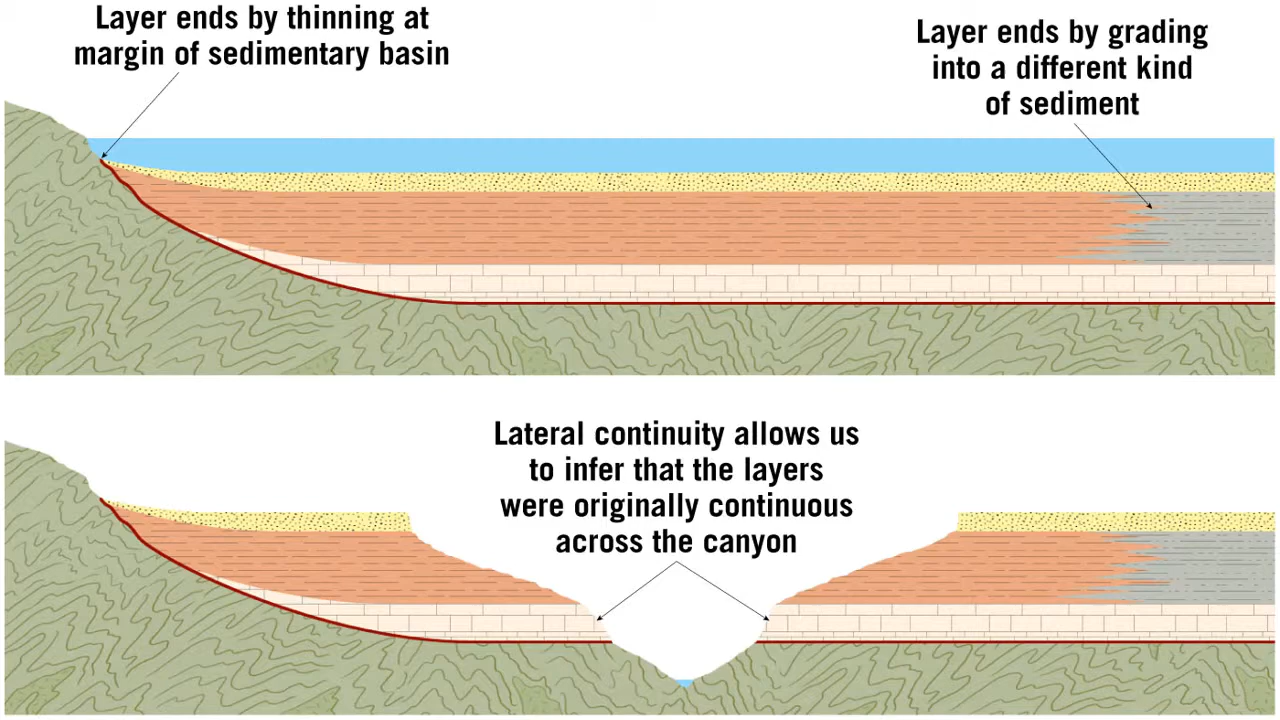 Layer ends by thinning at
margin of sedimentary basin
Layer ends by grading
into a different kind
of sediment
Lateral continuity allows us
to infer that the layers
were originally continuous
across the canyon